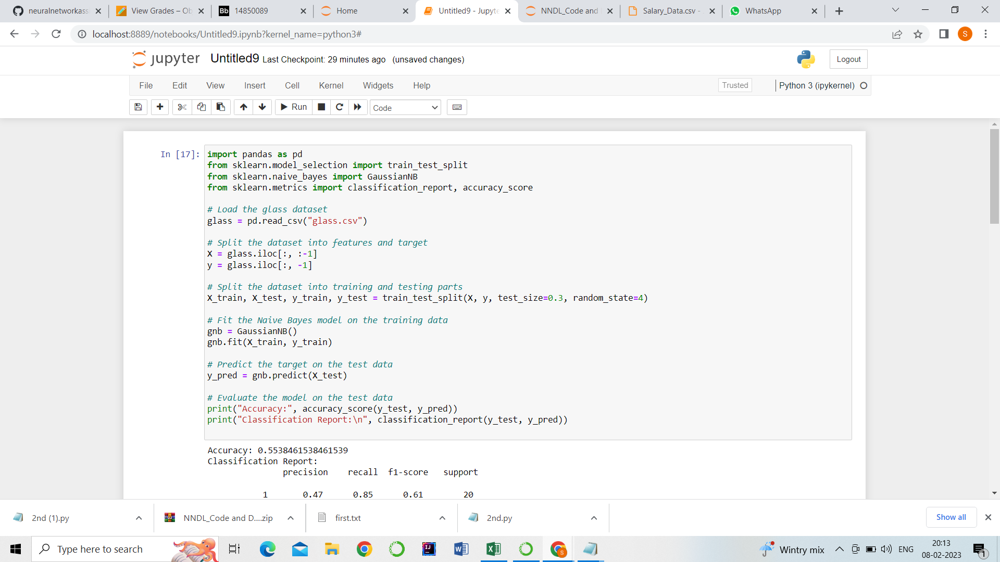 neuralnetworkass
View Grades – Ob
Bb 14850089
Home
Untitled9 - Jupyte
NNDL_Code and
Salary_Data.csv -
WhatsApp
localhost:8889/notebooks/Untitled9.ipynb?kernel_name=python3#
S
jupyter Untitled9 Last Checkpoint: 29 minutes ago (unsaved changes)
Logout
File Edit View Insert Cell Kernel Widgets Help
Trusted
Python 3 (ipykernel)
Run
Code
In [17]:
import pandas as pd
from sklearn.model_selection import train_test_split
from sklearn.naive_bayes import GaussianNB
from sklearn.metrics import classification_report, accuracy_score
# Load the glass dataset
glass = pd.read_csv("glass.csv")
# Split the dataset into features and target
X = glass.iloc[:, :-1]
y = glass.iloc[:, -1]
# Split the dataset into training and testing parts
X_train, X_test, y_train, y_test = train_test_split(X, y, test_size=0.3, random_state=4)
# Fit the Naive Bayes model on the training data
gnb = GaussianNB()
gnb.fit(X_train, y_train)
# Predict the target on the test data
y_pred = gnb.predict(X_test)
# Evaluate the model on the test data
print("Accuracy:", accuracy_score(y_test, y_pred))
print("Classification Report:\n", classification_report(y_test, y_pred))
Accuracy: 0.5538461538461539
Classification Report:
precision recall f1-score support
1 0.47 0.85 0.61 20
2nd (1).py
NNDL_Code and D....zip
first.txt
2nd.py
Show all
Type here to search
Wintry mix
ENG
20:13
08-02-2023
1